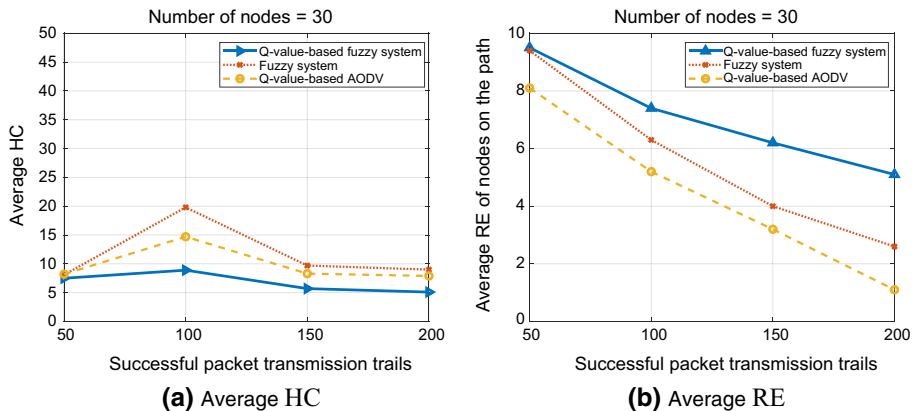 Number of nodes = 30
50
45
40
35
30
25
20
15
10
5
0
Average HC
Q-value-based fuzzy system
Fuzzy system
Q-value-based AODV
50 100 150 200
Successful packet transmission trails
(a) Average HC
Number of nodes = 30
10
8
6
4
2
0
Average RE of nodes on the path
Q-value-based fuzzy system
Fuzzy system
Q-value-based AODV
50 100 150 200
Successful packet transmission trails
(b) Average RE